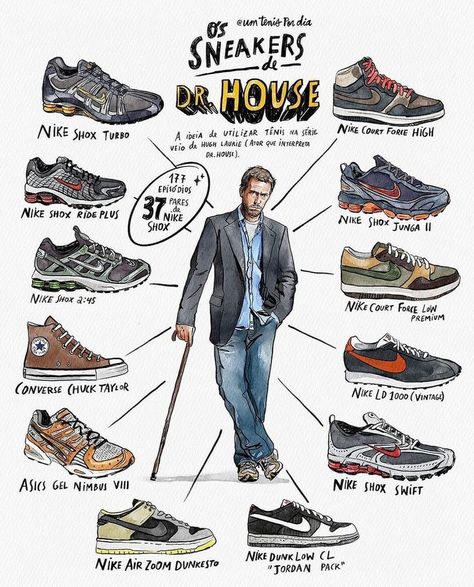 @umtenisPordia
Os
SNEAKERS
de
DR. HOUSE
A IDEIA DE UTILIZAR TÊNIS NA SÉRIE
VEIO DA HUGH LAURIE (ATOR QUE INTERPRETA
DR. HOUSE).
177
EPISÓDIOS
37 PARES
de
NIKE
SHOX
NIKE SHOX TURBO
NIKE COURT FORCE HIGH
NIKE SHOX RIDE PLUS
NIKE SHOX JUNGA II
NIKE SHOX 2:45
NIKE COURT FORCE LOW
PREMIUM
CONVERSE CHUCK TAYLOR
NIKE LD 1000 (VINTAGE)
ASICS GEL NIMBUS VIII
NIKE SHOX SWIFT
NIKE AIR ZOOM DUNKESTO
NIKE DUNK LOW CL
"JORDAN PACK"